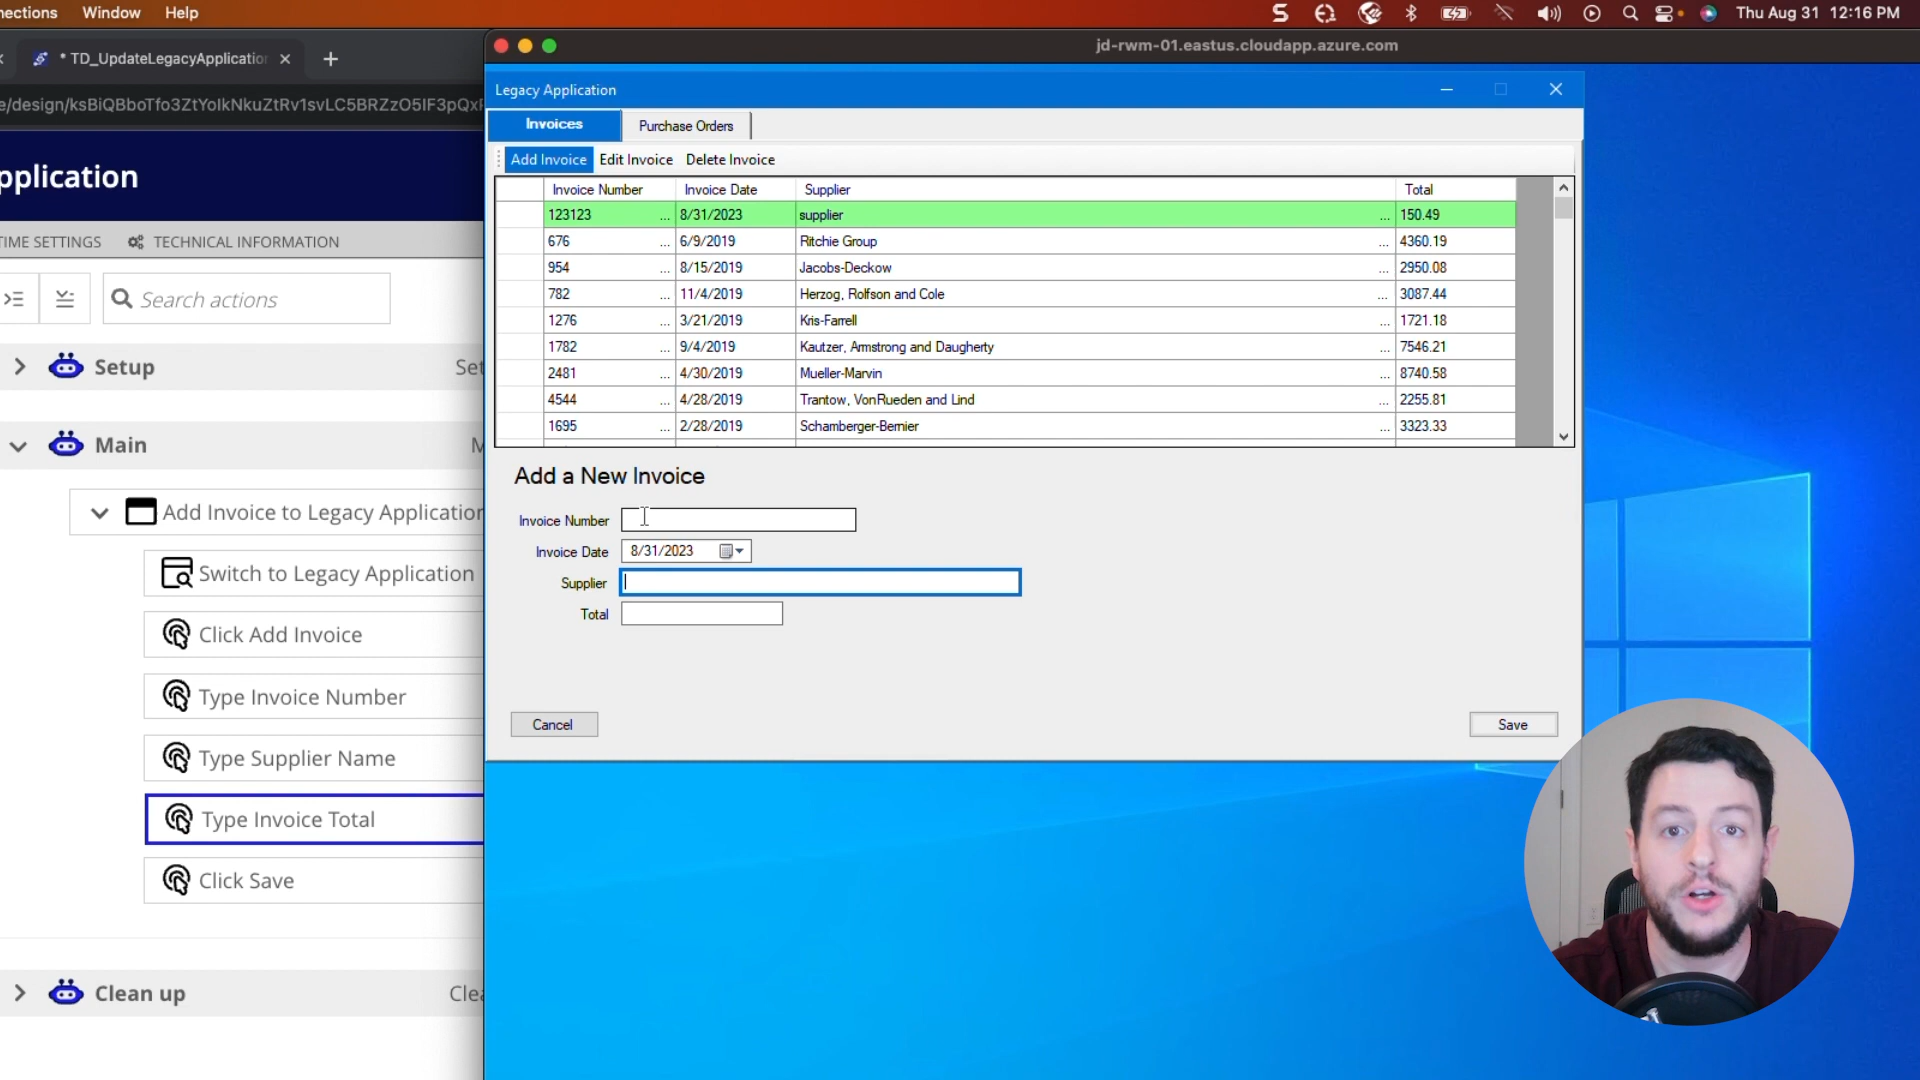 nections Window Help
Thu Aug 31 12:16 PM
* TD_UpdateLegacyApplication
jd-rwm-01.eastus.cloudapp.azure.com
Legacy Application
Invoices Purchase Orders
Add Invoice Edit Invoice Delete Invoice
Invoice Number Invoice Date Supplier Total
123123 ... 8/31/2023 supplier ... 150.49
676 ... 6/9/2019 Ritchie Group ... 4360.19
954 ... 8/15/2019 Jacobs-Deckow ... 2950.08
782 ... 11/4/2019 Herzog, Rolfson and Cole ... 3087.44
1276 ... 3/21/2019 Kris-Farrell ... 1721.18
1782 ... 9/4/2019 Kautzer, Armstrong and Daugherty ... 7546.21
2481 ... 4/30/2019 Mueller-Marvin ... 8740.58
4544 ... 4/28/2019 Trantow, VonRueden and Lind ... 2255.81
1695 ... 2/28/2019 Schamberger-Bernier ... 3323.33
Add a New Invoice
Invoice Number
Invoice Date 8/31/2023
Supplier
Total
Cancel Save
pplication
TIME SETTINGS TECHNICAL INFORMATION
Search actions
Setup Set
Main M
Add Invoice to Legacy Application
Switch to Legacy Application
Click Add Invoice
Type Invoice Number
Type Supplier Name
Type Invoice Total
Click Save
Clean up Clea